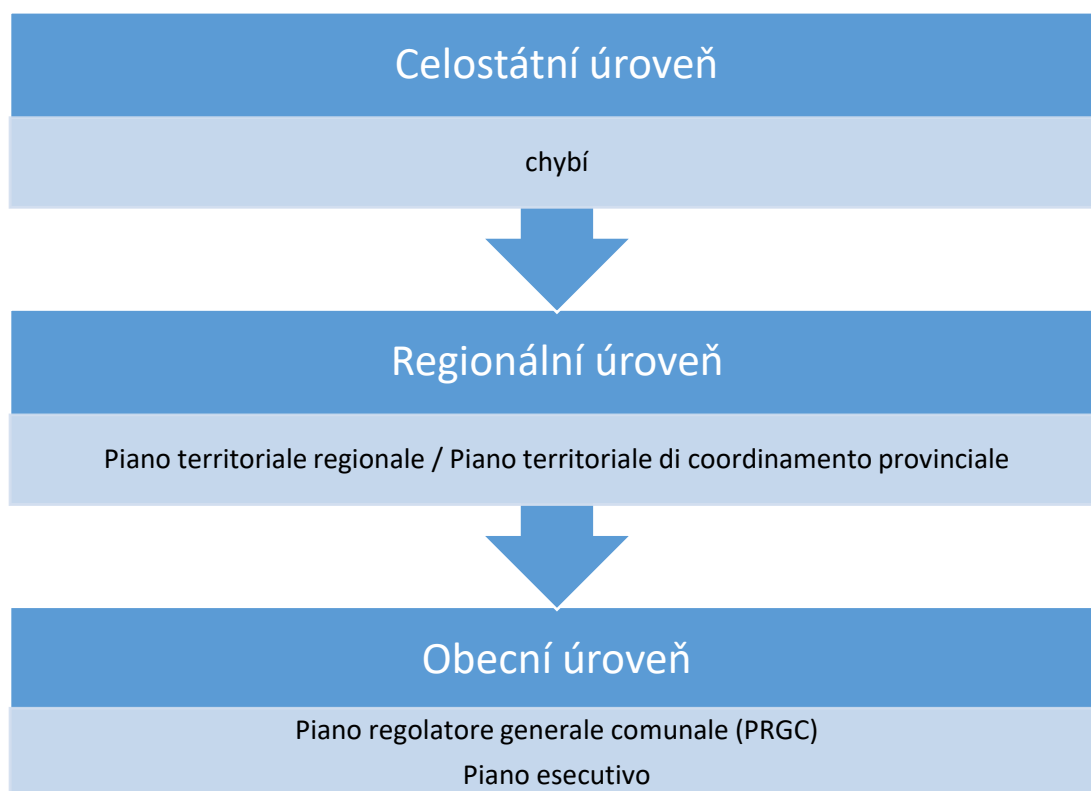 Celostátní úroveň
chybí
Regionální úroveň
Piano territoriale regionale / Piano territoriale di coordinamento provinciale
Obecní úroveň
Piano regolatore generale comunale (PRGC)
Piano esecutivo